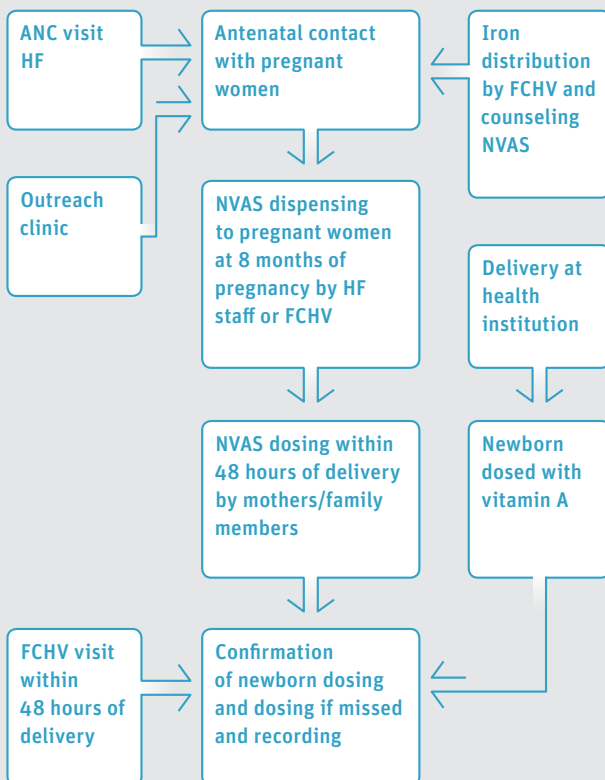 ANC visit
HF
Antenatal contact
with pregnant
women
Iron
distribution
by FCHV and
counseling
NVAS
Outreach
clinic
NVAS dispensing
to pregnant women
at 8 months of
pregnancy by HF
staff or FCHV
Delivery at
health
institution
NVAS dosing within
48 hours of delivery
by mothers/family
members
Newborn
dosed with
vitamin A
FCHV visit
within
48 hours of
delivery
Confirmation
of newborn dosing
and dosing if missed
and recording